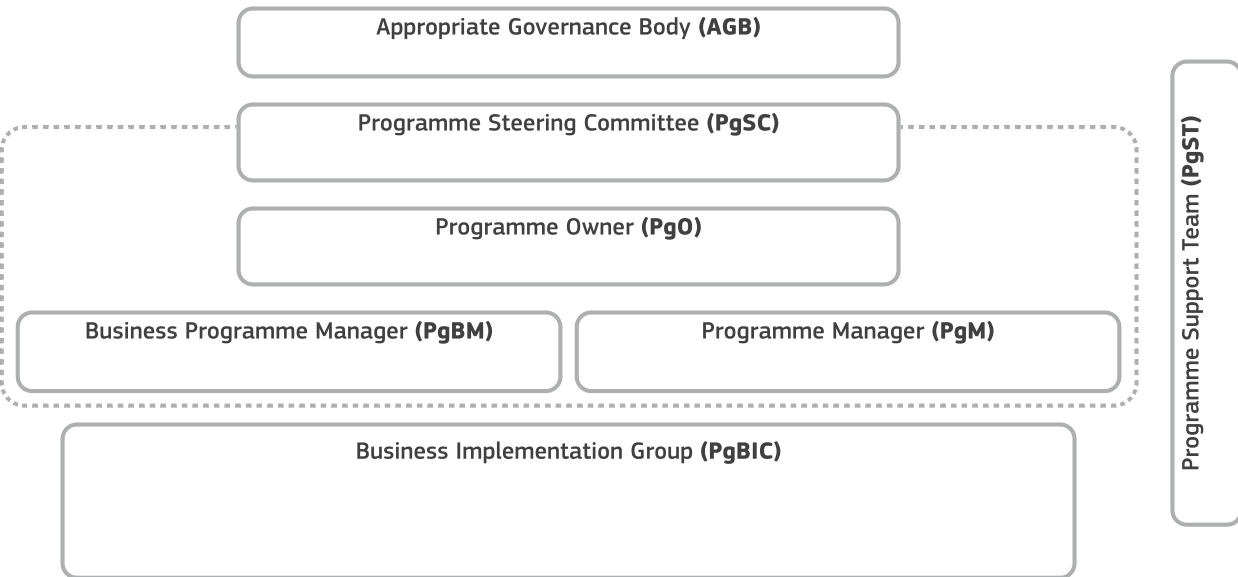 Appropriate Governance Body (AGB)
Programme Steering Committee (PgSC)
Programme Owner (PgO)
Business Programme Manager (PgBM)
Programme Manager (PgM)
Business Implementation Group (PgBIC)
Programme Support Team (PgST)